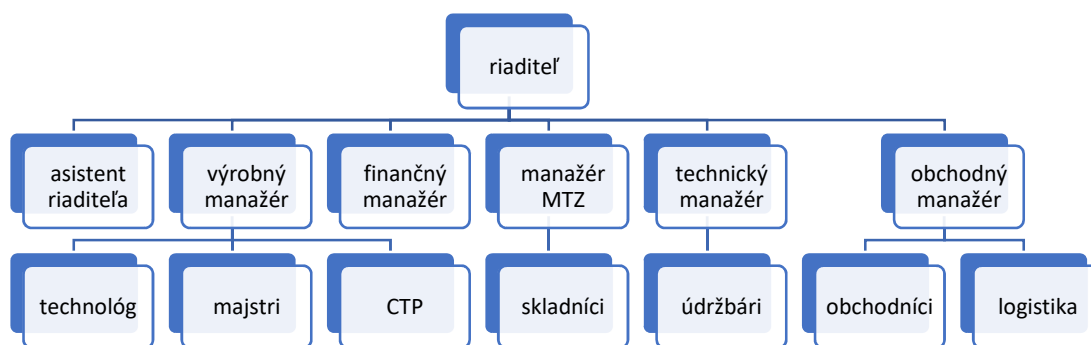 riaditeľ
asistent
riaditeľa
výrobný
manažér
finančný
manažér
manažér
MTZ
technický
manažér
obchodný
manažér
technológ
majstri
CTP
skladníci
údržbári
obchodníci
logistika